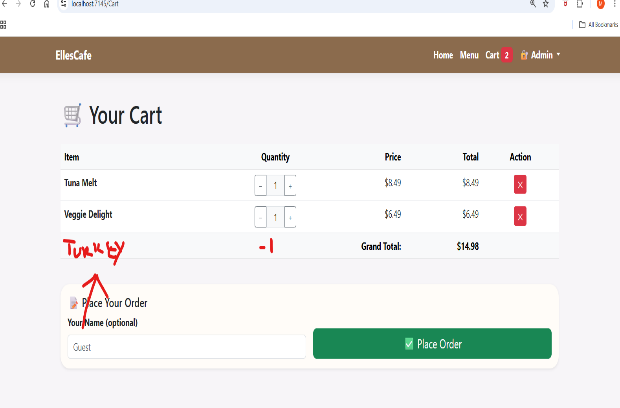 localhost:7145/Cart
All Bookmarks
EllesCafe
Home Menu Cart 2 Admin
Your Cart
Item Quantity Price Total Action
Tuna Melt - 1 + $8.49 $8.49 X
Veggie Delight - 1 + $6.49 $6.49 X
Turkey -1 Grand Total: $14.98
Place Your Order
Your Name (optional)
Guest
Place Order